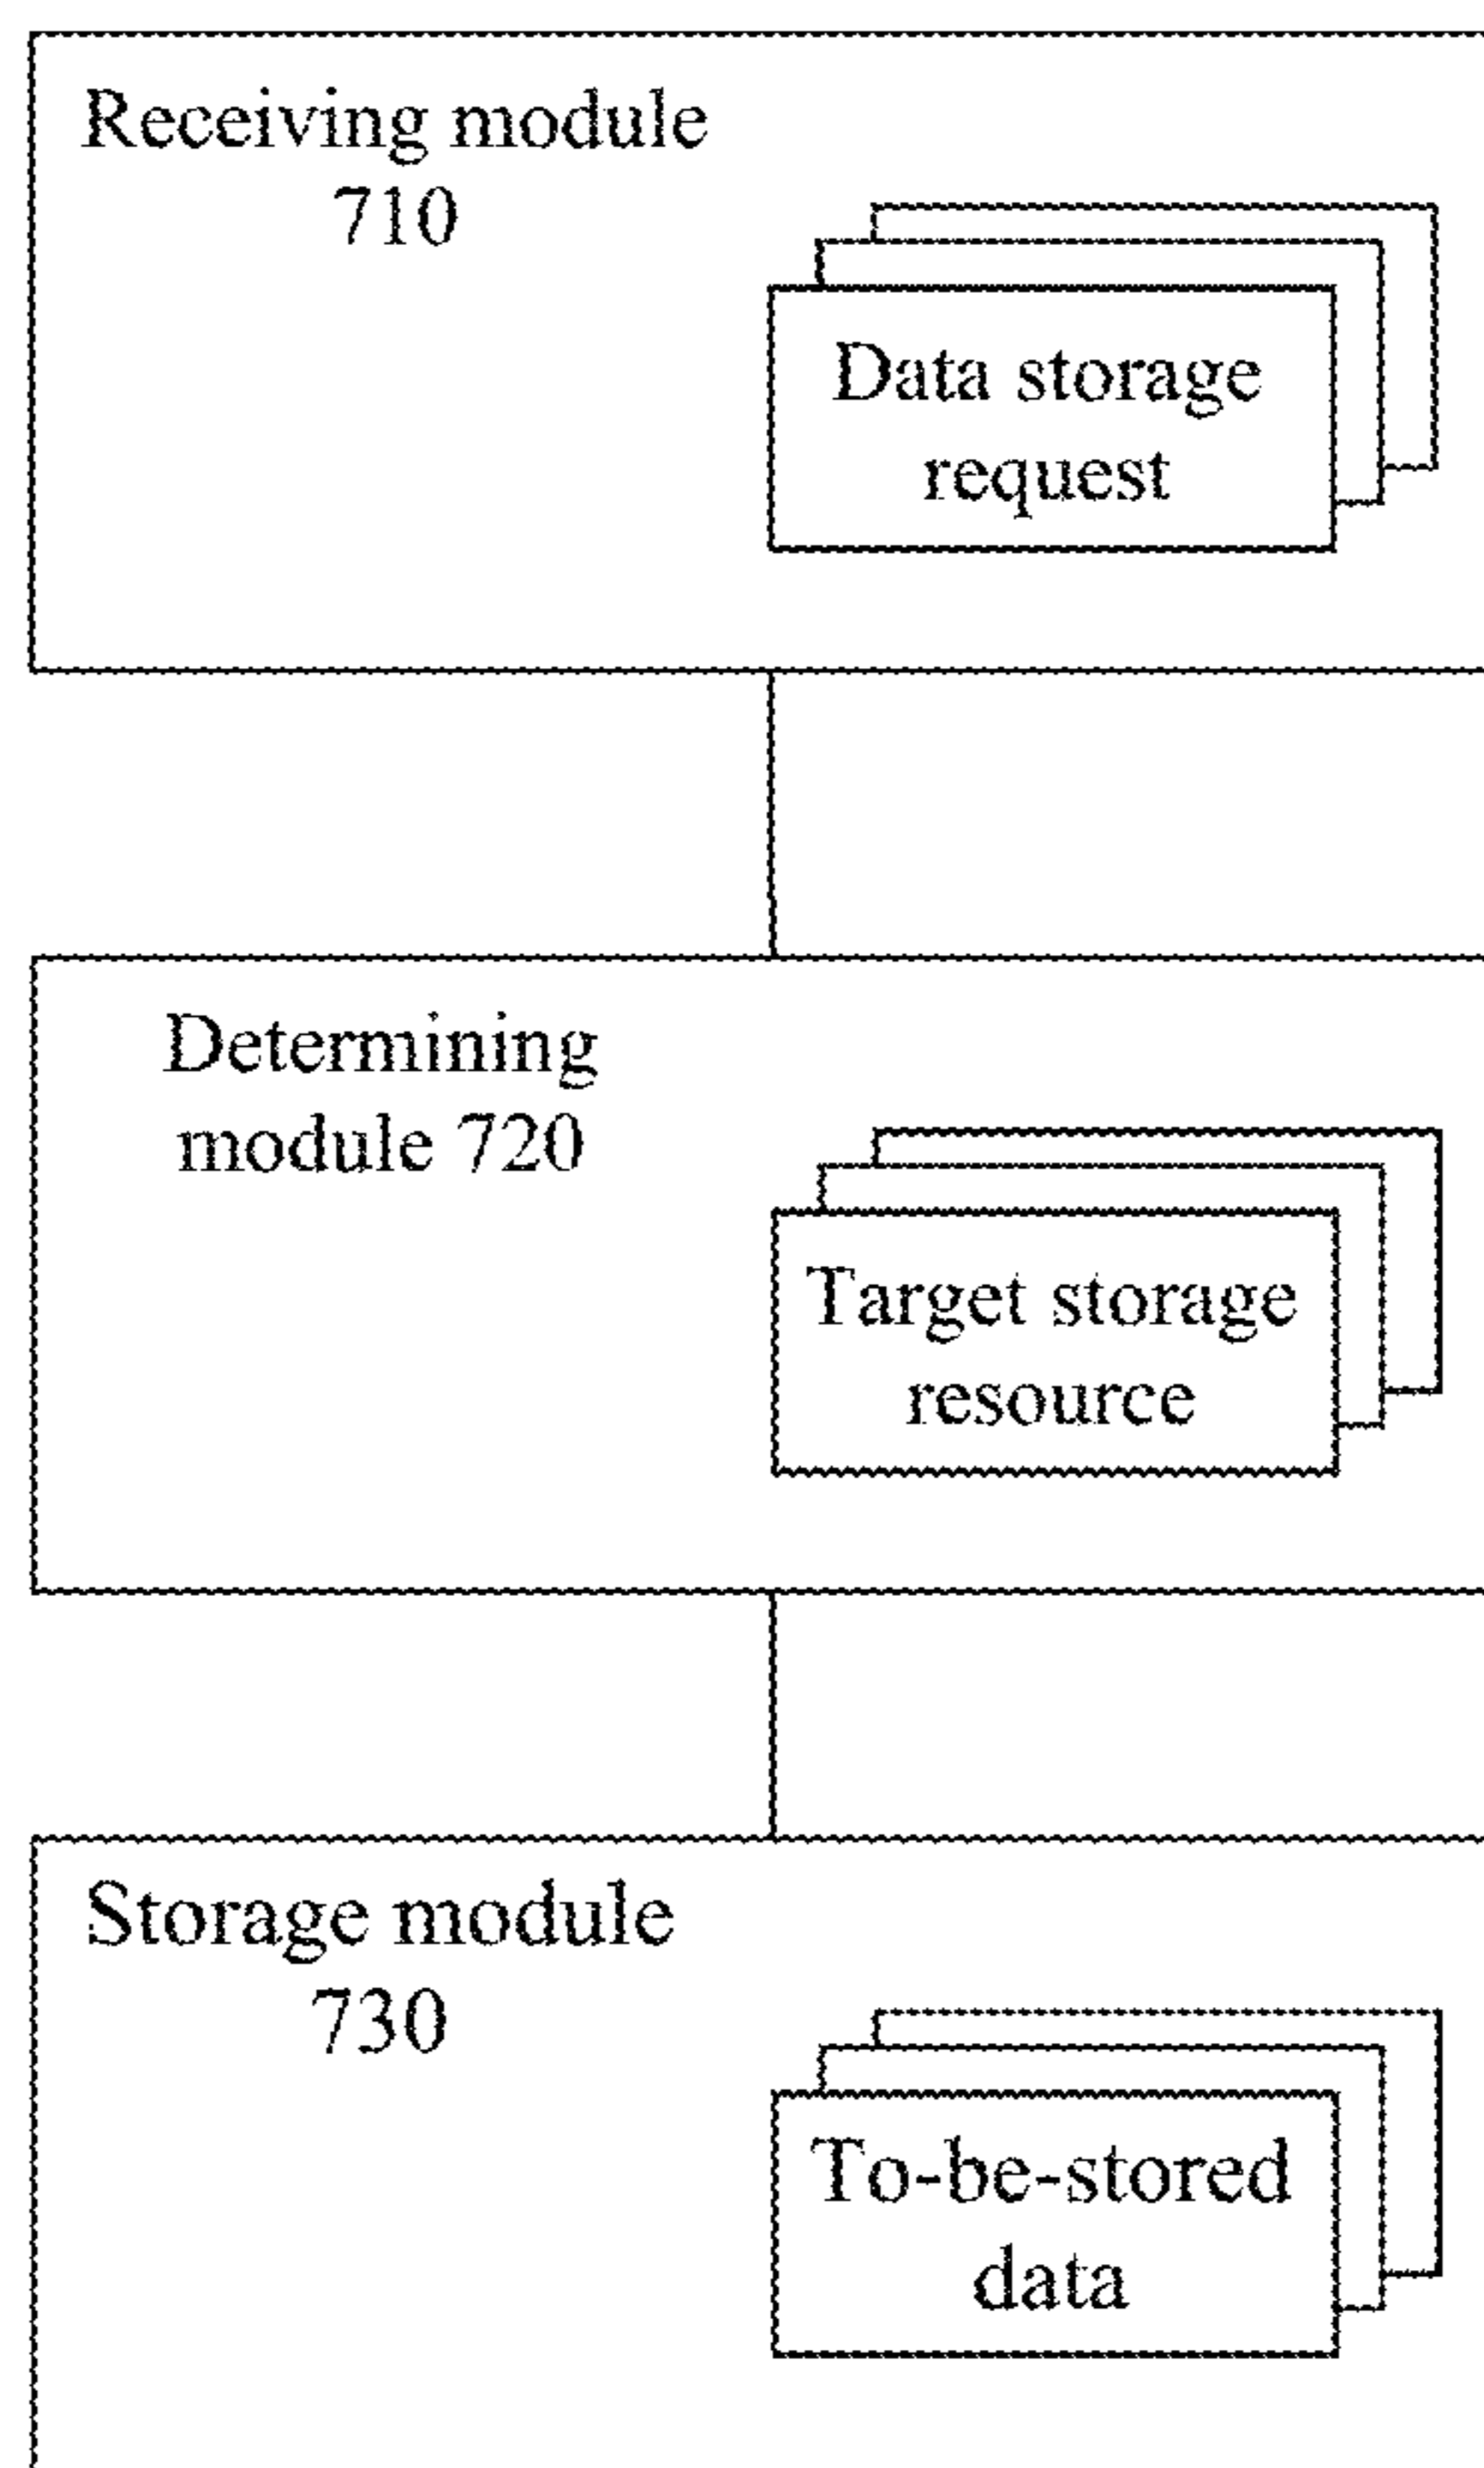 Receiving module
710
Data storage
request
Determining
module 720
Target storage
resource
Storage module
730
To-be-stored
data